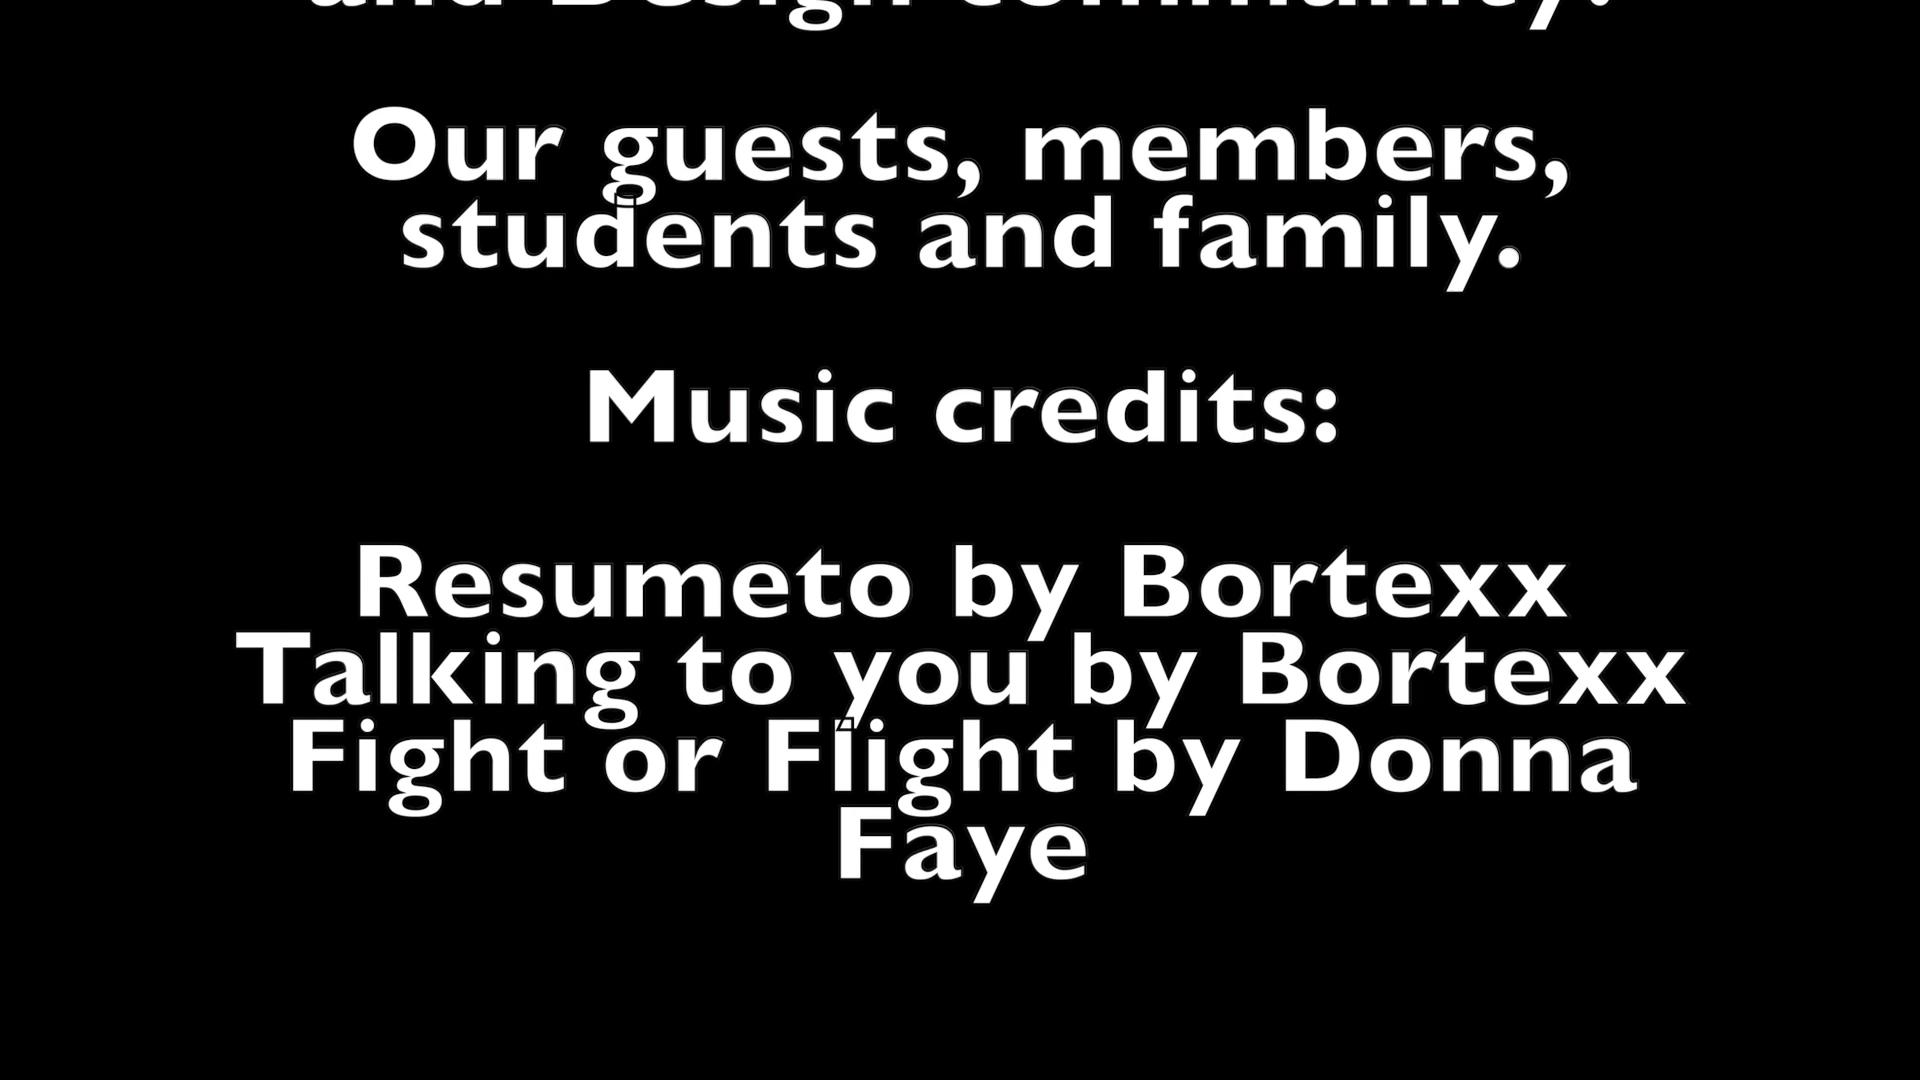 and Design community.
Our guests, members,
students and family.
Music credits:
Resumeto by Bortexx
Talking to you by Bortexx
Fight or Flight by Donna
Faye